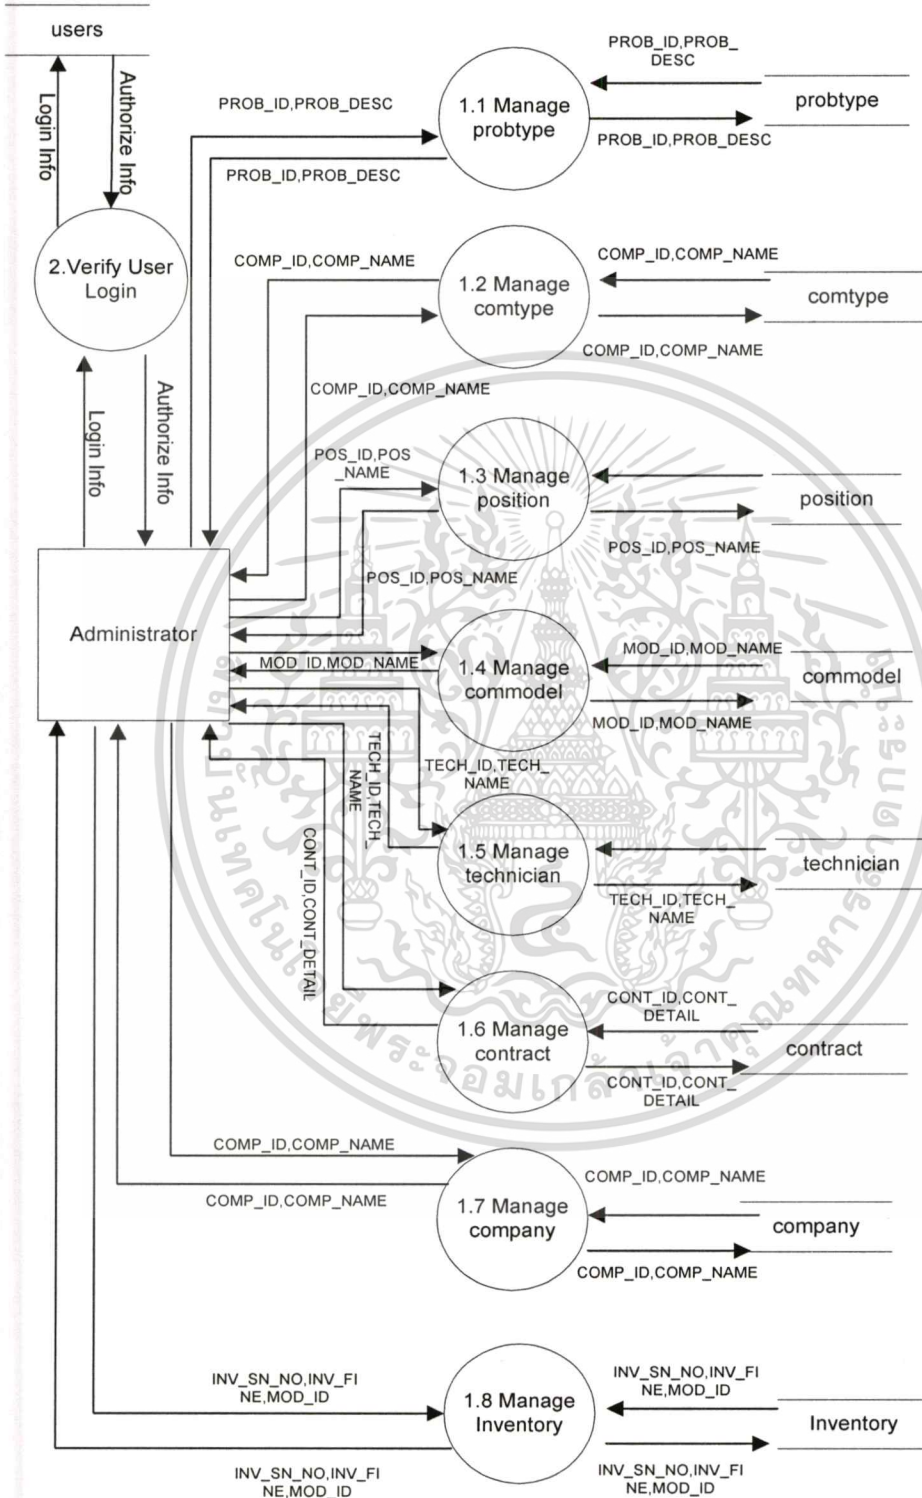 users
Login Info
Authorize Info
2.Verify User
Login
Login Info
Authorize Info
Administrator
PROB_ID,PROB_DESC
PROB_ID,PROB_DESC
1.1 Manage
probtype
PROB_ID,PROB_
DESC
PROB_ID,PROB_DESC
probtype
COMP_ID,COMP_NAME
COMP_ID,COMP_NAME
1.2 Manage
comtype
COMP_ID,COMP_NAME
COMP_ID,COMP_NAME
comtype
POS_ID,POS
_NAME
POS_ID,POS_NAME
1.3 Manage
position
POS_ID,POS_NAME
position
MOD_ID,MOD_NAME
1.4 Manage
commodel
MOD_ID,MOD_NAME
MOD_ID,MOD_NAME
commodel
TECH_ID,TECH_
NAME
TECH_ID,TECH_
NAME
1.5 Manage
technician
TECH_ID,TECH_
NAME
technician
CONT_ID,CONT_DETAIL
1.6 Manage
contract
CONT_ID,CONT_
DETAIL
CONT_ID,CONT_
DETAIL
contract
COMP_ID,COMP_NAME
COMP_ID,COMP_NAME
1.7 Manage
company
COMP_ID,COMP_NAME
COMP_ID,COMP_NAME
company
INV_SN_NO,INV_FI
NE,MOD_ID
INV_SN_NO,INV_FI
NE,MOD_ID
1.8 Manage
Inventory
INV_SN_NO,INV_FI
NE,MOD_ID
INV_SN_NO,INV_FI
NE,MOD_ID
Inventory